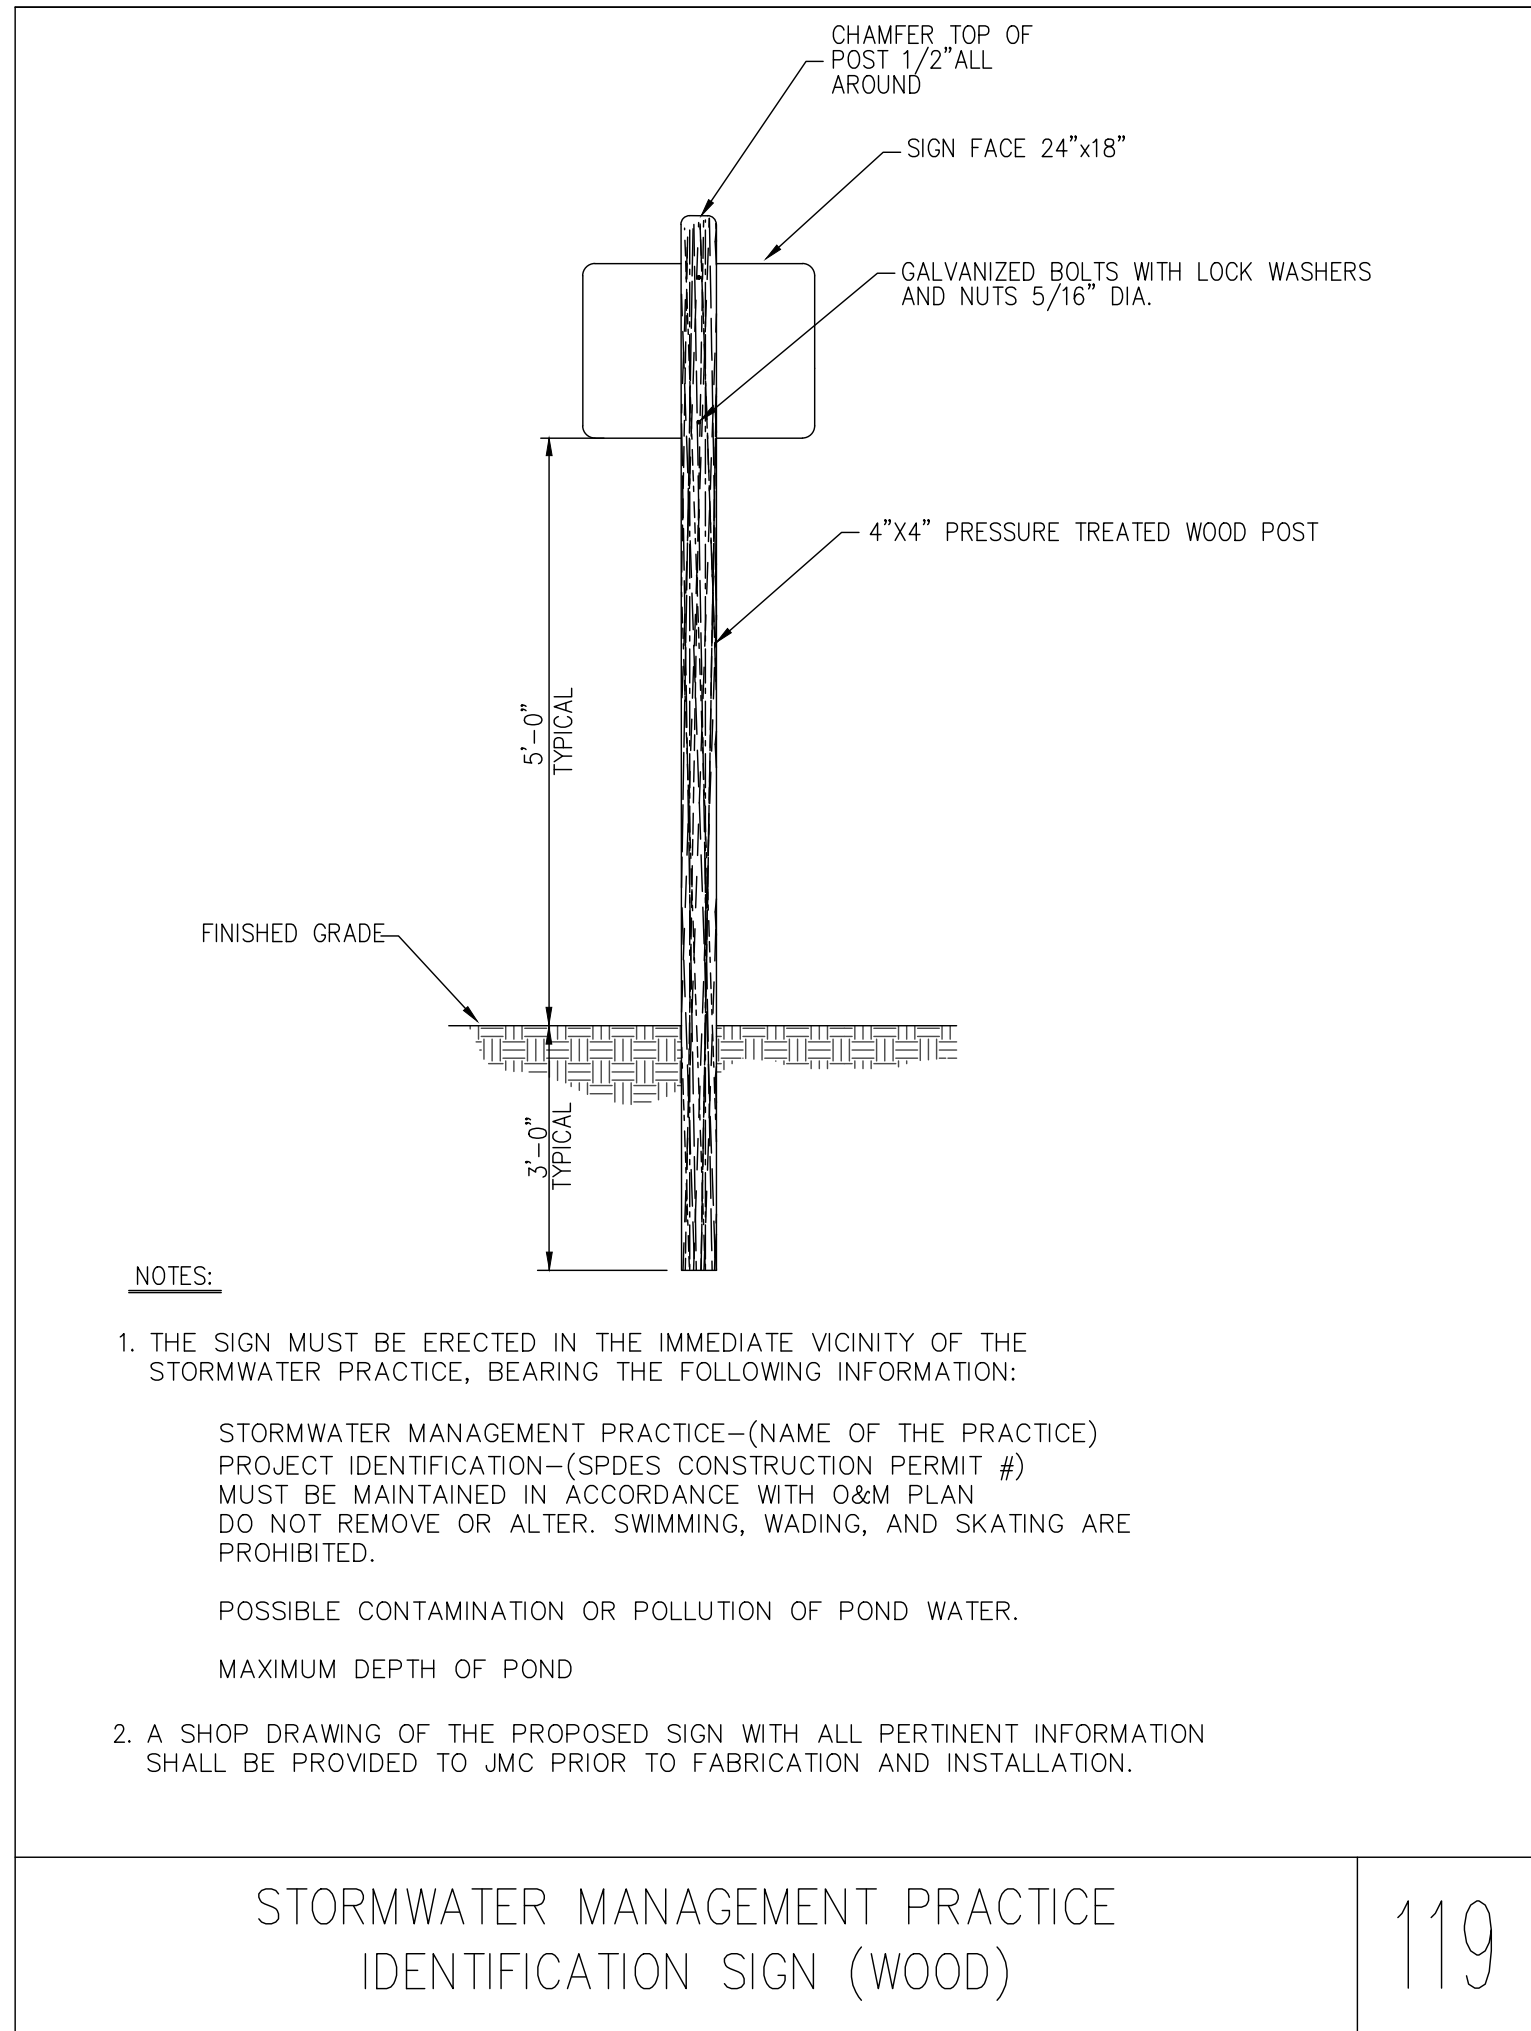 CHAMFER TOP OF
POST 1/2"ALL
AROUND
SIGN FACE 24"x18"
GALVANIZED BOLTS WITH LOCK WASHERS
AND NUTS 5/16" DIA.
4"X4" PRESSURE TREATED WOOD POST
5'-0"
TYPICAL
FINISHED GRADE
3'-0"
TYPICAL
NOTES:
1. THE SIGN MUST BE ERECTED IN THE IMMEDIATE VICINITY OF THE
STORMWATER PRACTICE, BEARING THE FOLLOWING INFORMATION:
STORMWATER MANAGEMENT PRACTICE-(NAME OF THE PRACTICE)
PROJECT IDENTIFICATION-(SPDES CONSTRUCTION PERMIT #)
MUST BE MAINTAINED IN ACCORDANCE WITH O&M PLAN
DO NOT REMOVE OR ALTER. SWIMMING, WADING, AND SKATING ARE
PROHIBITED.
POSSIBLE CONTAMINATION OR POLLUTION OF POND WATER.
MAXIMUM DEPTH OF POND
2. A SHOP DRAWING OF THE PROPOSED SIGN WITH ALL PERTINENT INFORMATION
SHALL BE PROVIDED TO JMC PRIOR TO FABRICATION AND INSTALLATION.
STORMWATER MANAGEMENT PRACTICE
IDENTIFICATION SIGN (WOOD)
119